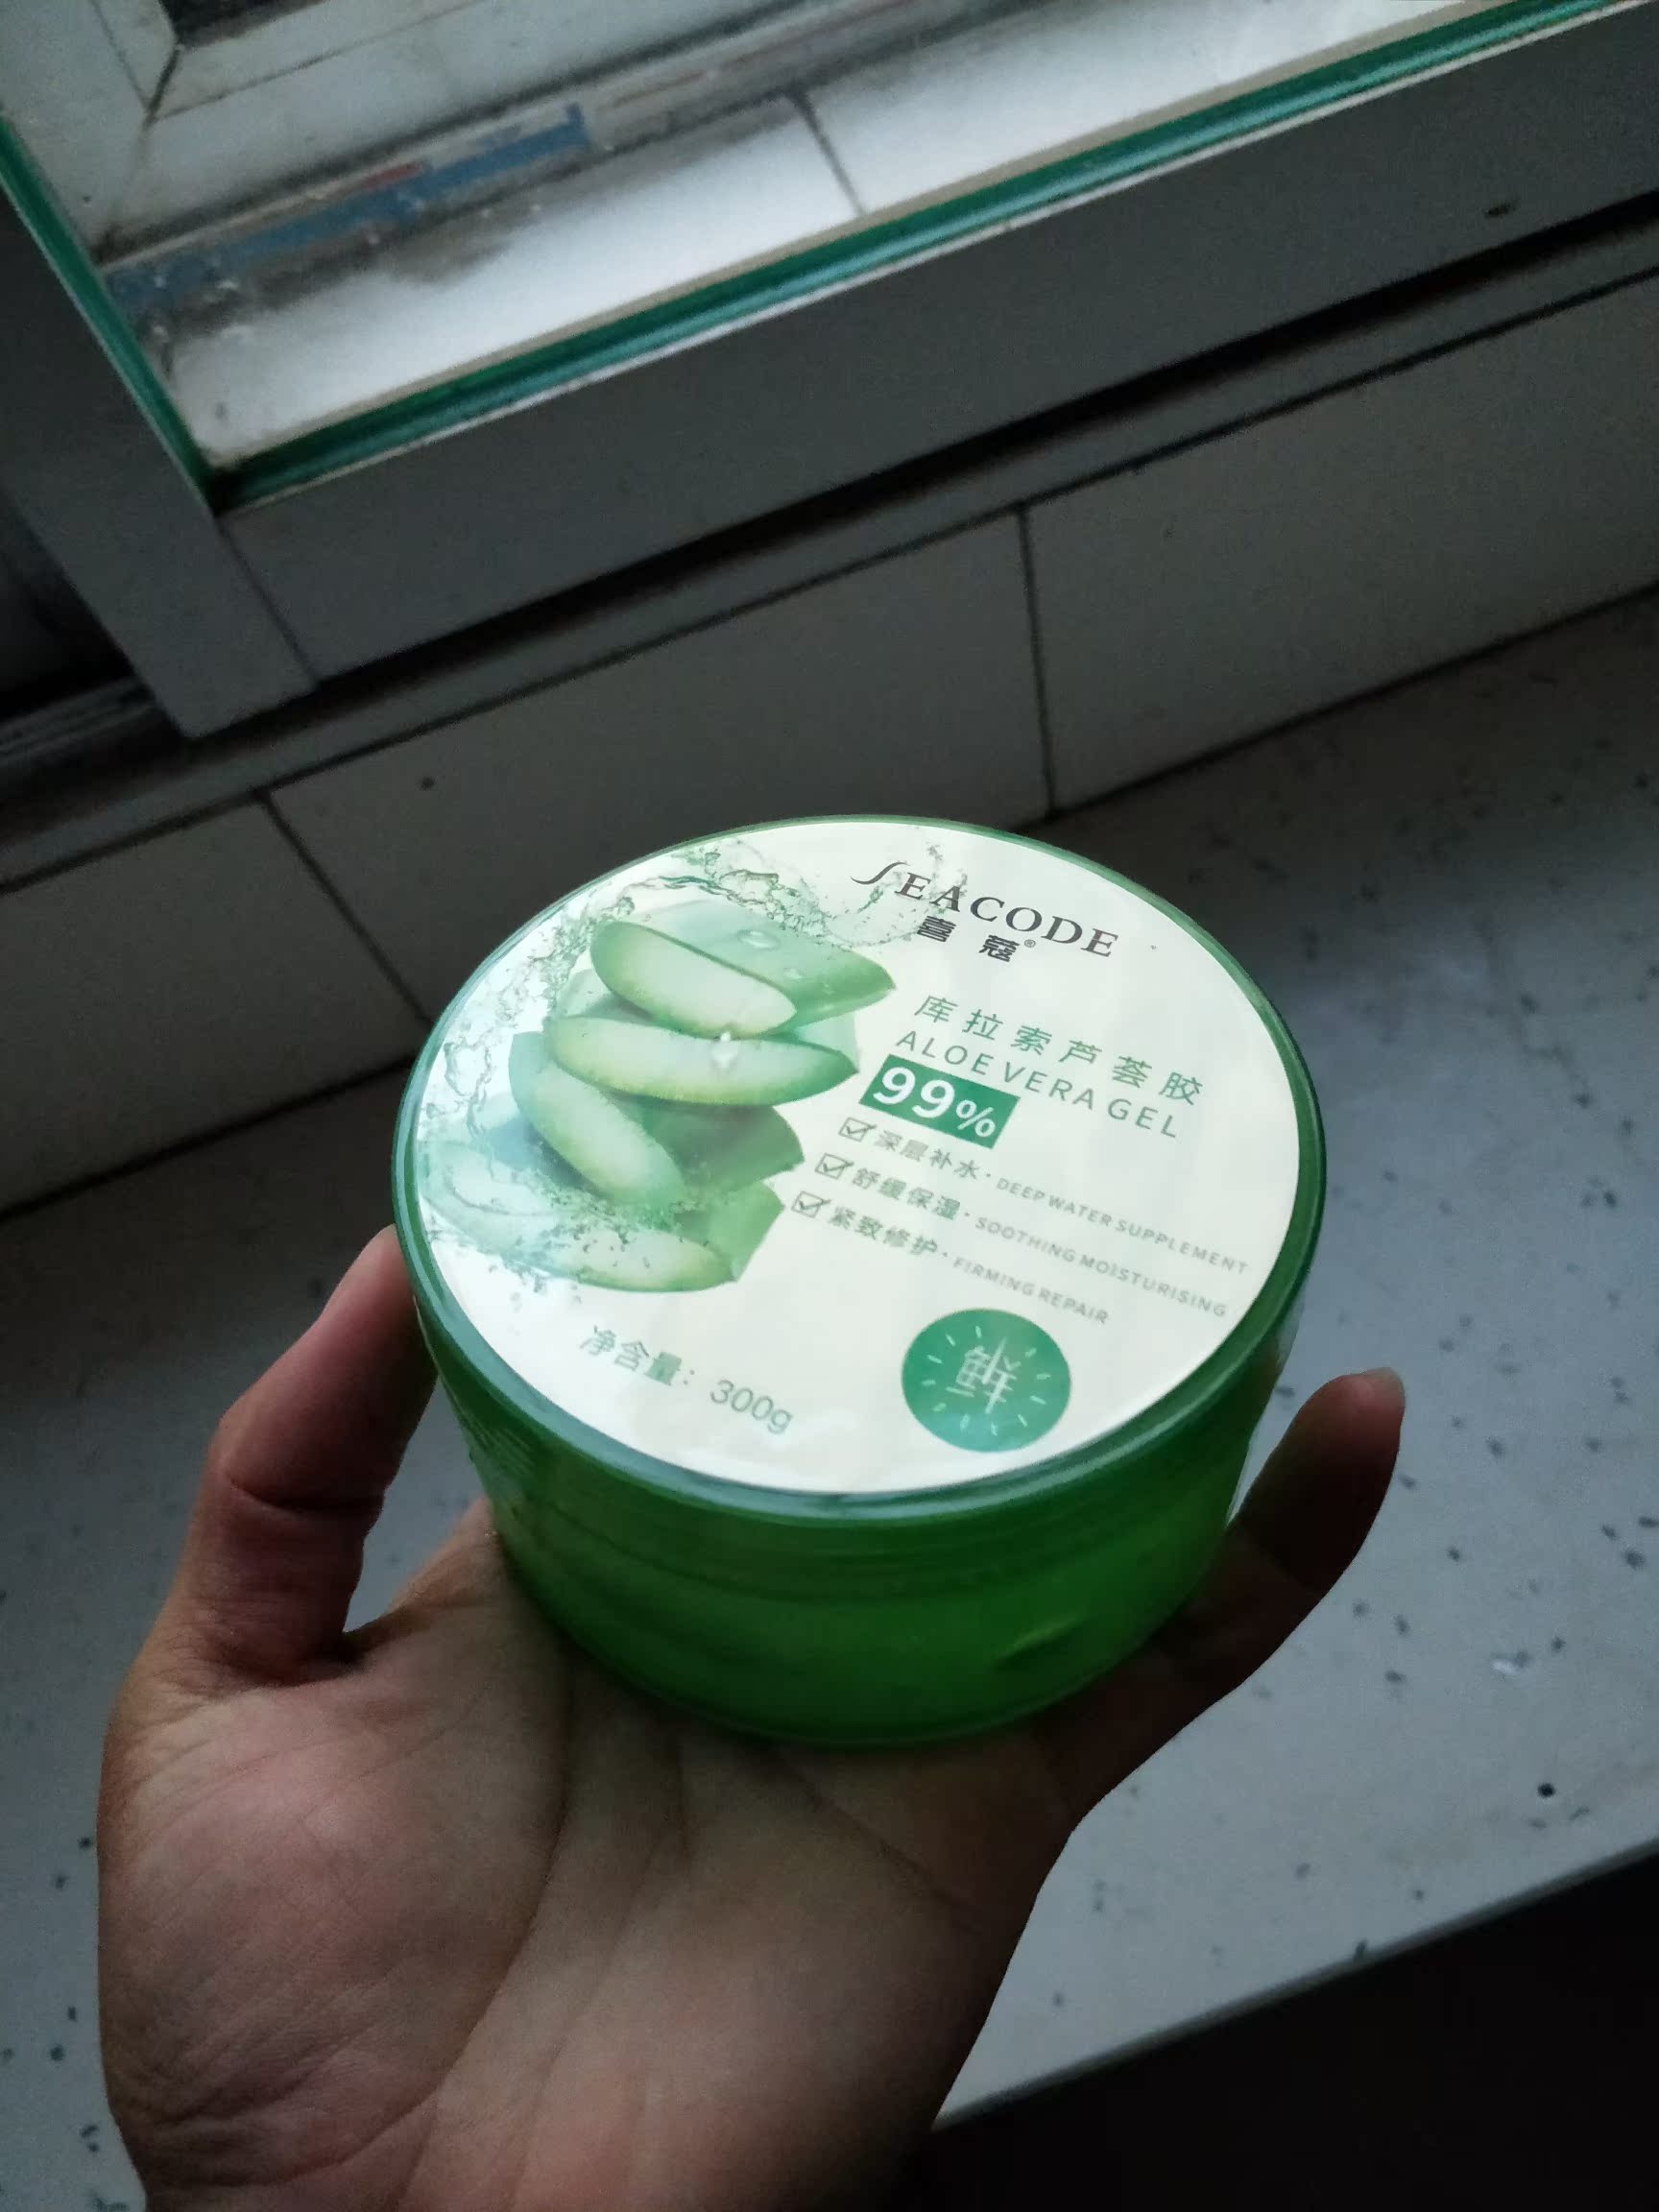 SEACODE
喜蔻®
库拉索芦荟胶
ALOE VERA GEL
99%
深层补水·DEEP WATER SUPPLEMENT
舒缓保湿·SOOTHING MOISTURISING
紧致修护·FIRMING REPAIR
鲜
净含量：300g